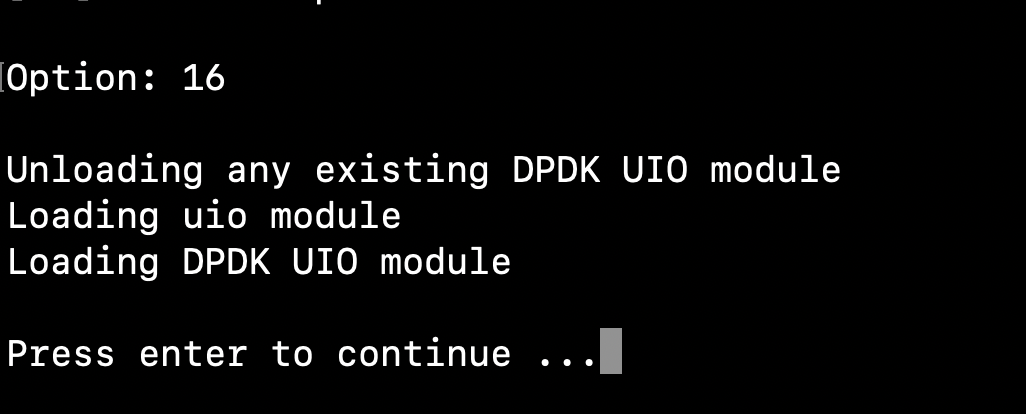 Option: 16
Unloading any existing DPDK UIO module
Loading uio module
Loading DPDK UIO module
Press enter to continue ...